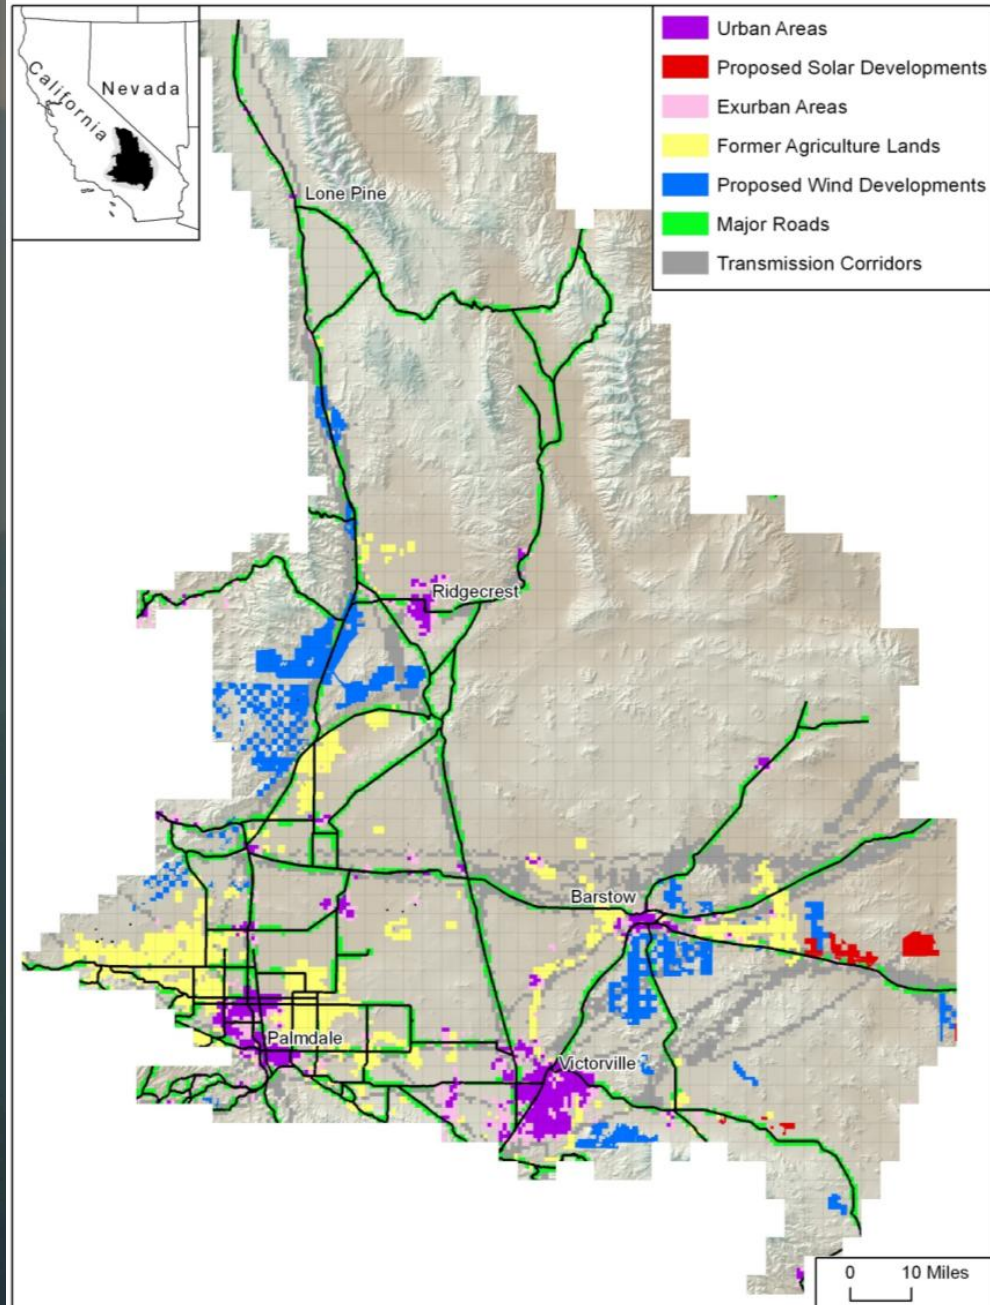 California
Nevada
Urban Areas
Proposed Solar Developments
Exurban Areas
Former Agriculture Lands
Proposed Wind Developments
Major Roads
Transmission Corridors
Lone Pine
Ridgecrest
Barstow
Palmdale
Victorville
0 10 Miles